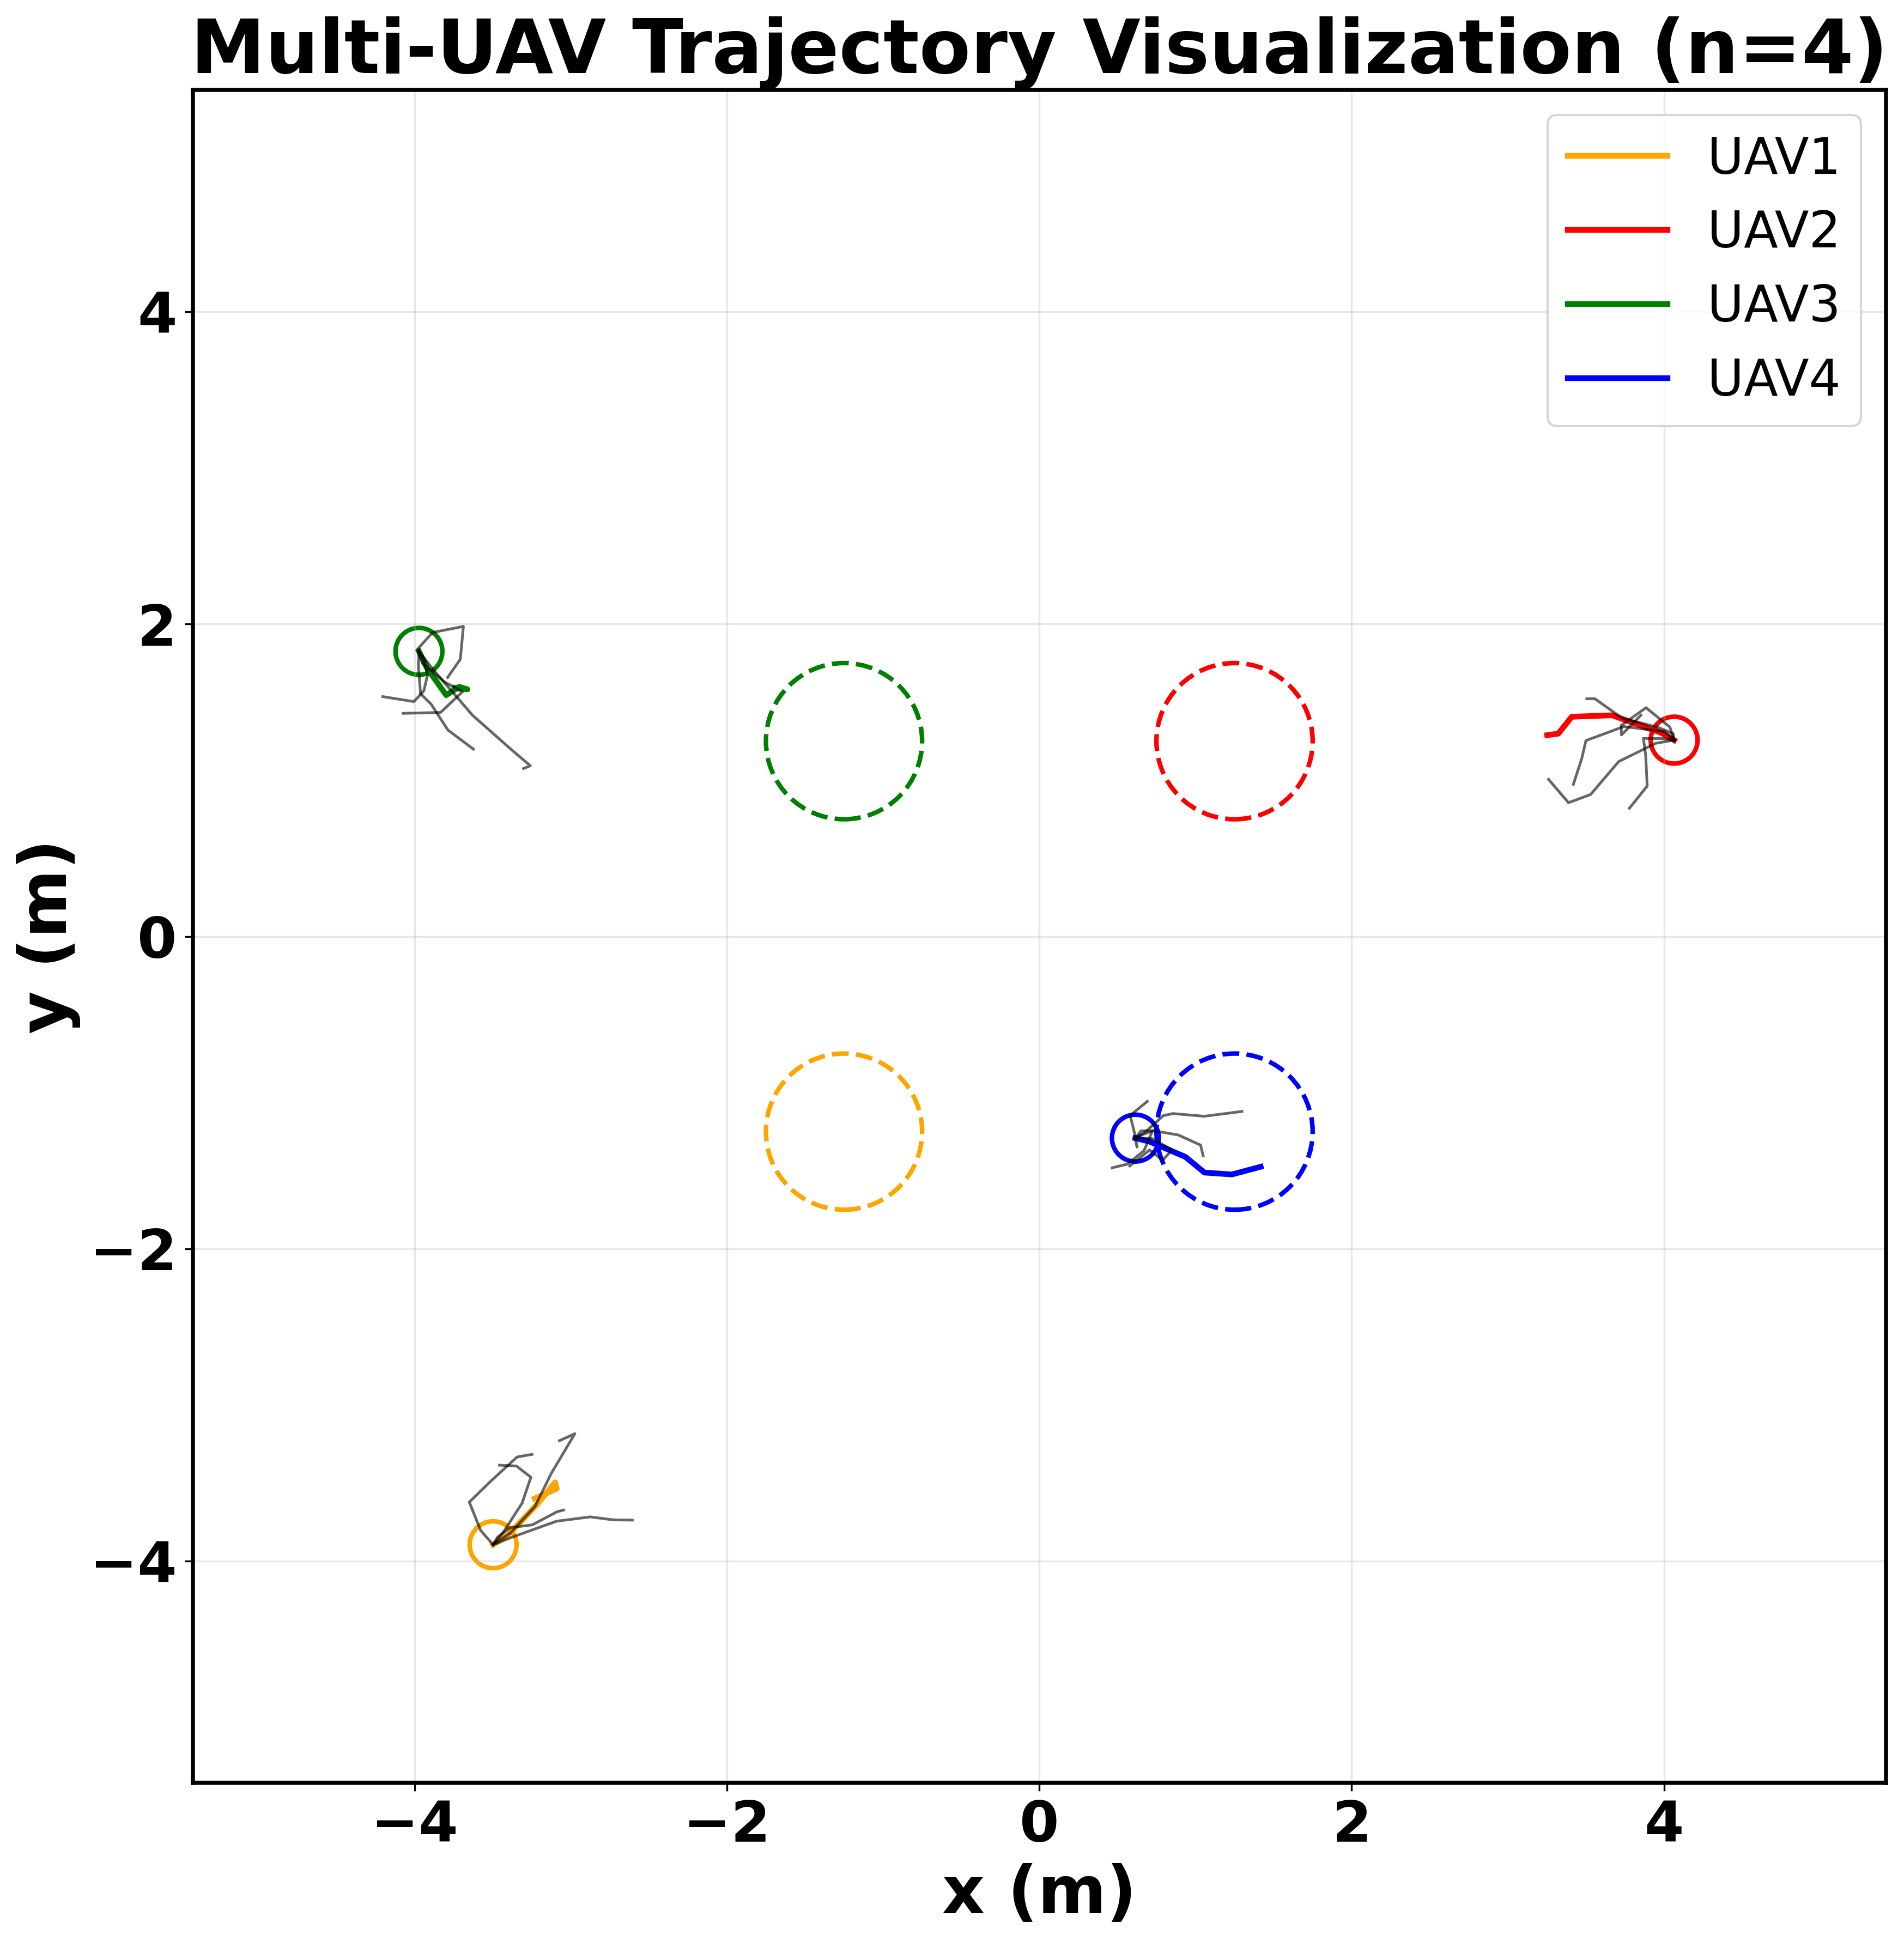 Multi-UAV Trajectory Visualization (n=4)
UAV1
UAV2
UAV3
UAV4
4
2
0
−2
−4
y (m)
−4 −2 0 2 4
x (m)